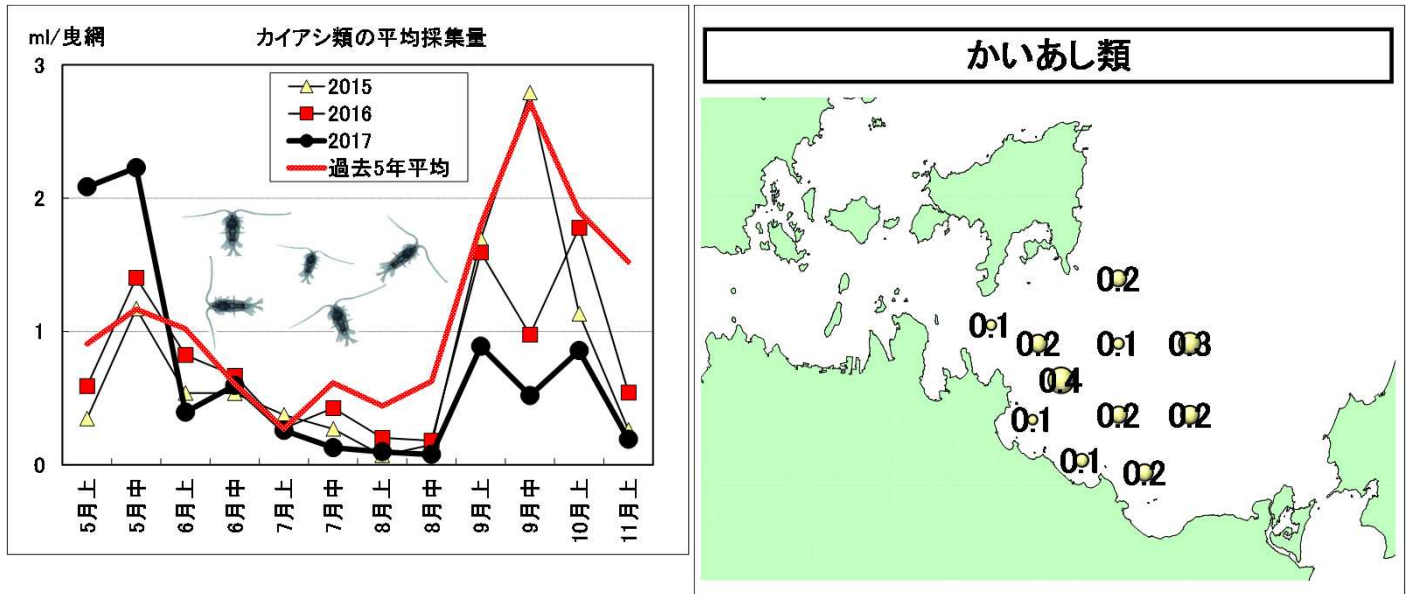 ml/曳網
カイアシ類の平均採集量
3
2
1
0
2015
2016
2017
過去5年平均
5月上
5月中
6月上
6月中
7月上
7月中
8月上
8月中
9月上
9月中
10月上
11月上
かいあし類
0.2
0.1
0.2
0.1
0.3
0.4
0.1
0.2
0.2
0.1
0.2